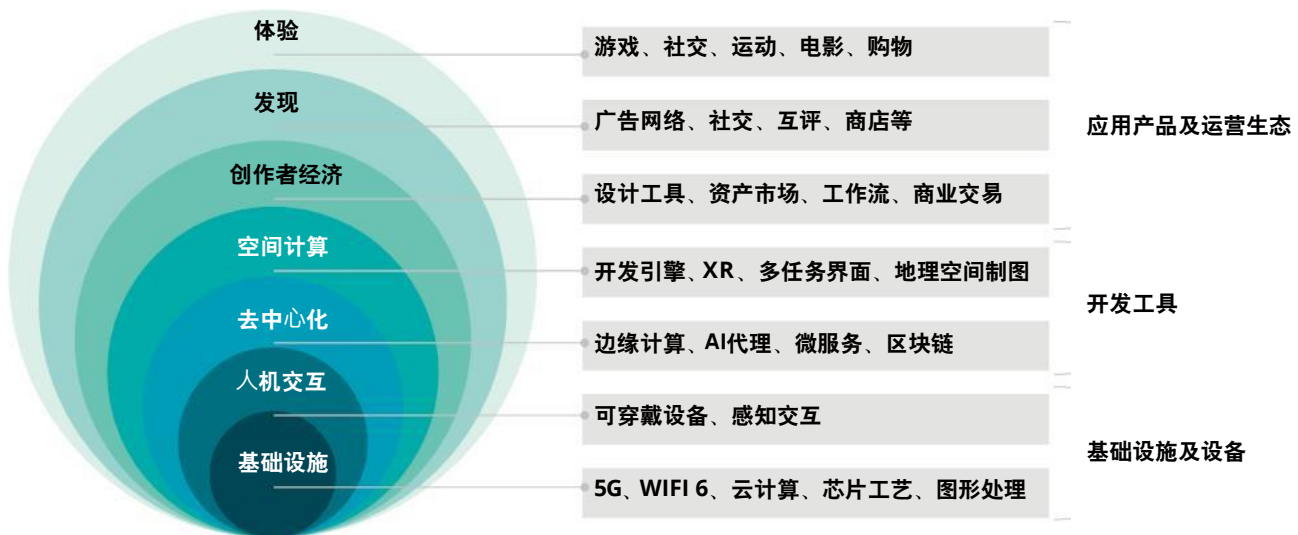 体验
游戏、社交、运动、电影、购物
发现
广告网络、社交、互评、商店等
应用产品及运营生态
创作者经济
设计工具、资产市场、工作流、商业交易
空间计算
开发引擎、XR、多任务界面、地理空间制图
开发工具
去中心化
边缘计算、AI代理、微服务、区块链
人机交互
可穿戴设备、感知交互
基础设施及设备
基础设施
5G、WIFI 6、云计算、芯片工艺、图形处理